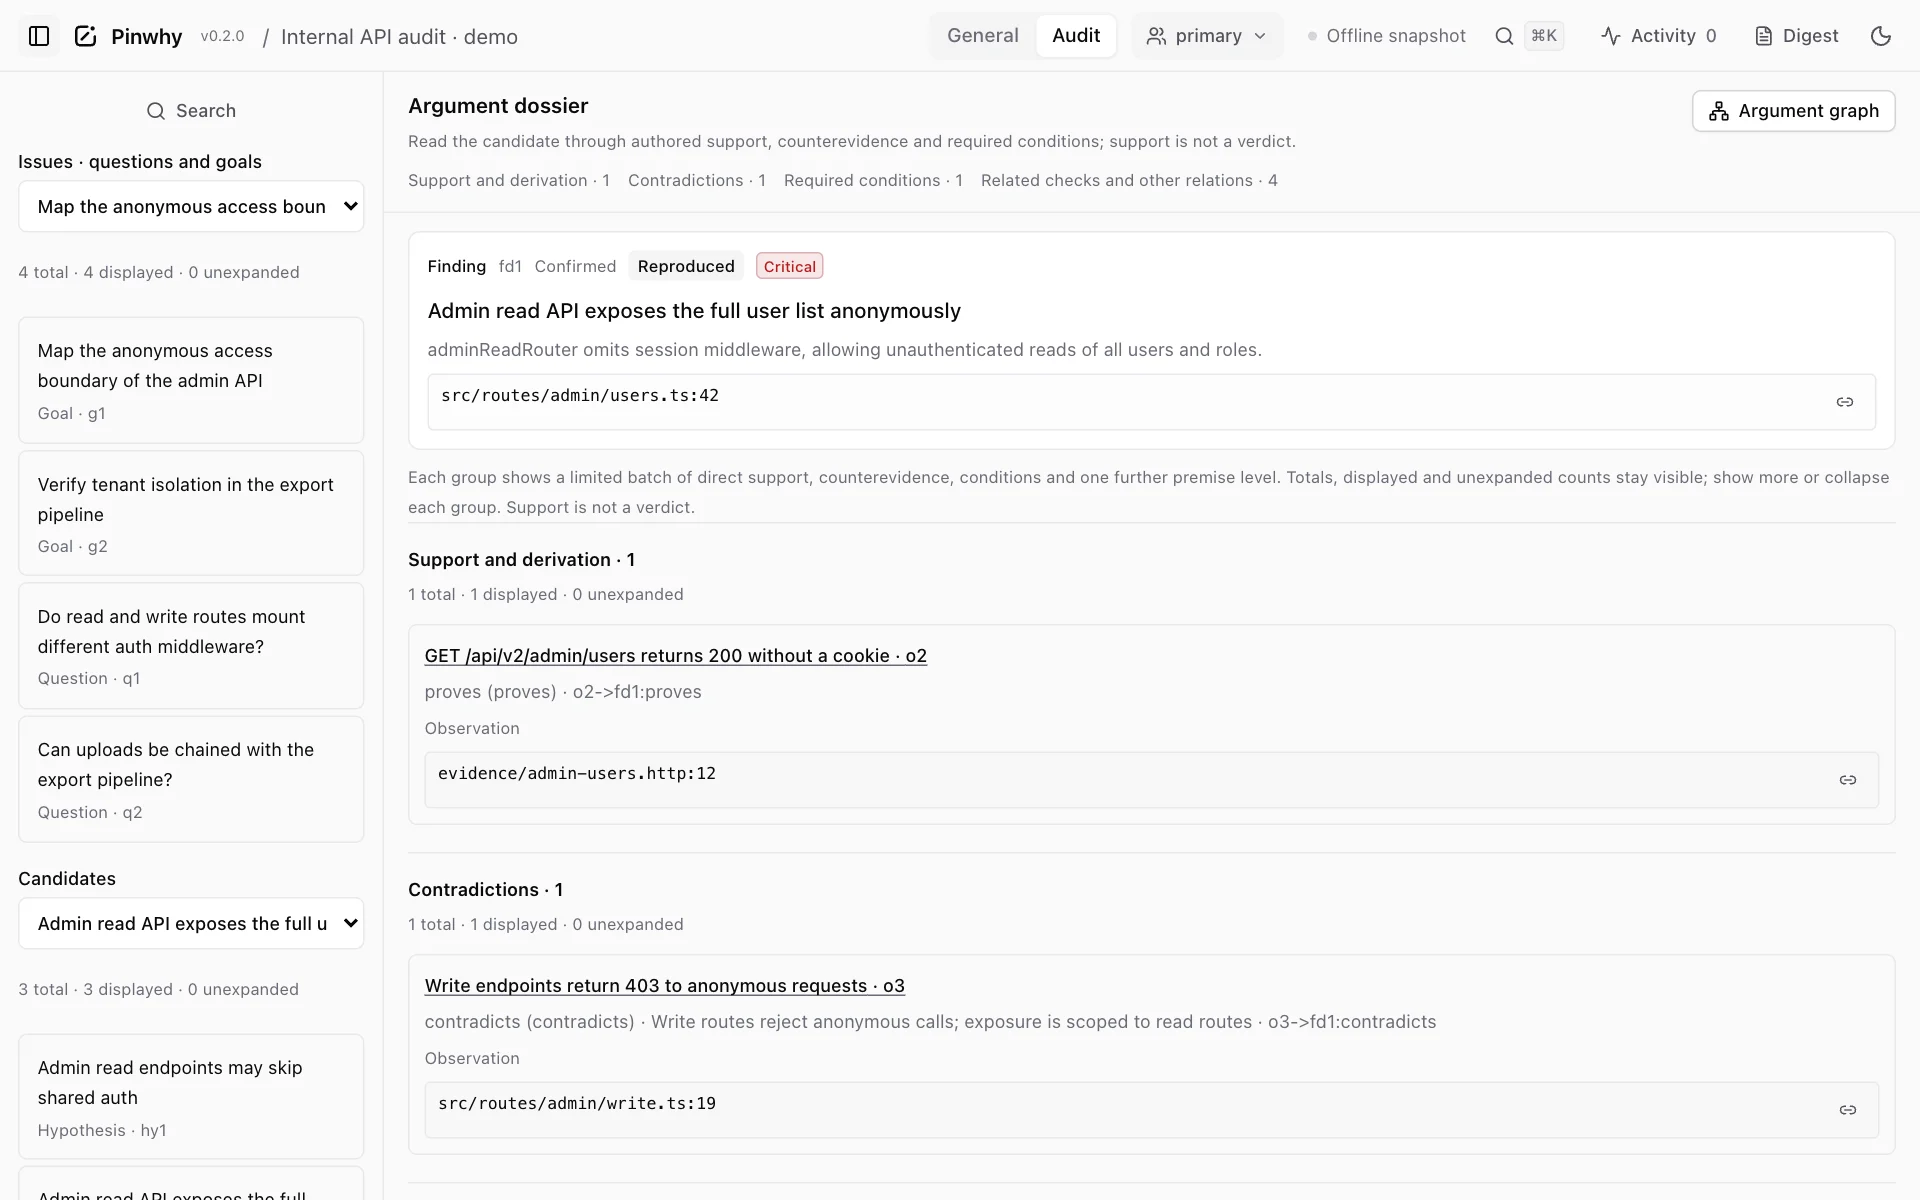 Pinwhy v0.2.0 / Internal API audit · demo
General Audit primary Offline snapshot ⌘K Activity 0 Digest
Search
Issues · questions and goals
Map the anonymous access boun
4 total · 4 displayed · 0 unexpanded
Map the anonymous access
boundary of the admin API
Goal · g1
Verify tenant isolation in the export
pipeline
Goal · g2
Do read and write routes mount
different auth middleware?
Question · q1
Can uploads be chained with the
export pipeline?
Question · q2
Candidates
Admin read API exposes the full u
3 total · 3 displayed · 0 unexpanded
Admin read endpoints may skip
shared auth
Hypothesis · hy1
Admin read API exposes the full
Argument dossier
Argument graph
Read the candidate through authored support, counterevidence and required conditions; support is not a verdict.
Support and derivation · 1 Contradictions · 1 Required conditions · 1 Related checks and other relations · 4
Finding fd1 Confirmed Reproduced Critical
Admin read API exposes the full user list anonymously
adminReadRouter omits session middleware, allowing unauthenticated reads of all users and roles.
src/routes/admin/users.ts:42
Each group shows a limited batch of direct support, counterevidence, conditions and one further premise level. Totals, displayed and unexpanded counts stay visible; show more or collapse
each group. Support is not a verdict.
Support and derivation · 1
1 total · 1 displayed · 0 unexpanded
GET /api/v2/admin/users returns 200 without a cookie · o2
proves (proves) · o2->fd1:proves
Observation
evidence/admin-users.http:12
Contradictions · 1
1 total · 1 displayed · 0 unexpanded
Write endpoints return 403 to anonymous requests · o3
contradicts (contradicts) · Write routes reject anonymous calls; exposure is scoped to read routes · o3->fd1:contradicts
Observation
src/routes/admin/write.ts:19